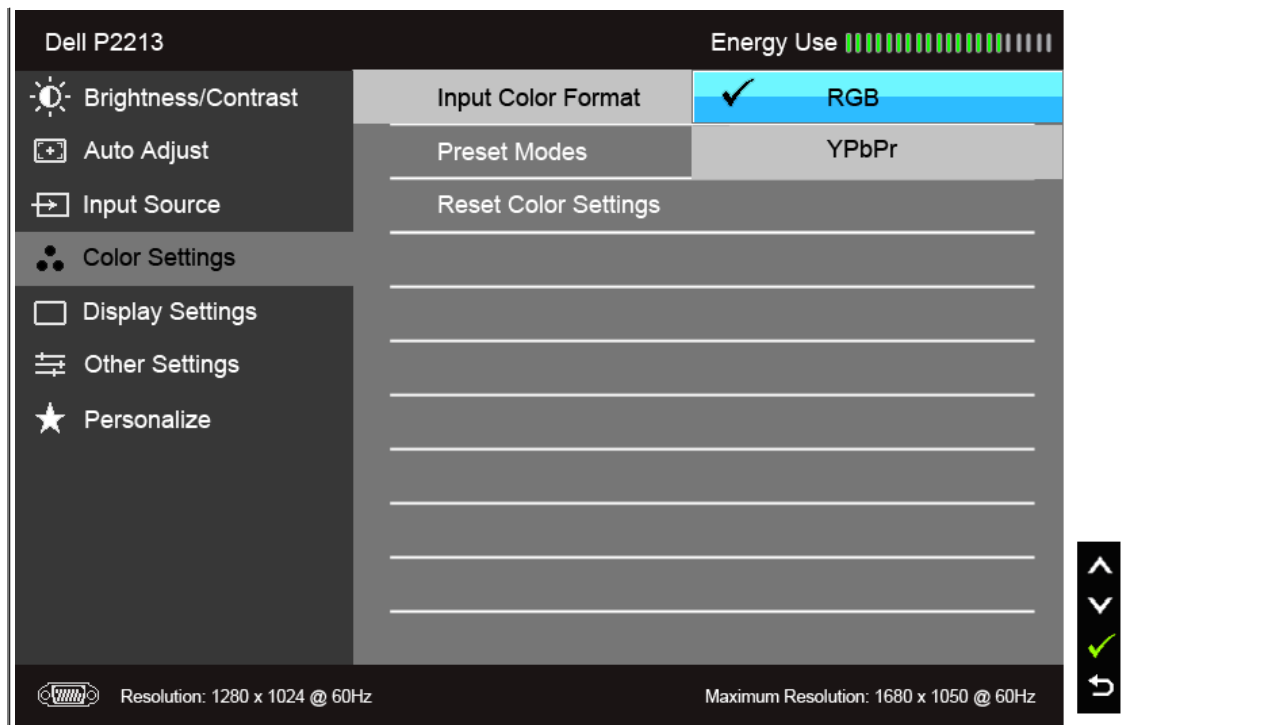 Dell P2213 Energy Use
Brightness/Contrast Input Color Format RGB
Auto Adjust Preset Modes YPbPr
Input Source Reset Color Settings
Color Settings
Display Settings
Other Settings
Personalize
Resolution: 1280 x 1024 @ 60Hz Maximum Resolution: 1680 x 1050 @ 60Hz